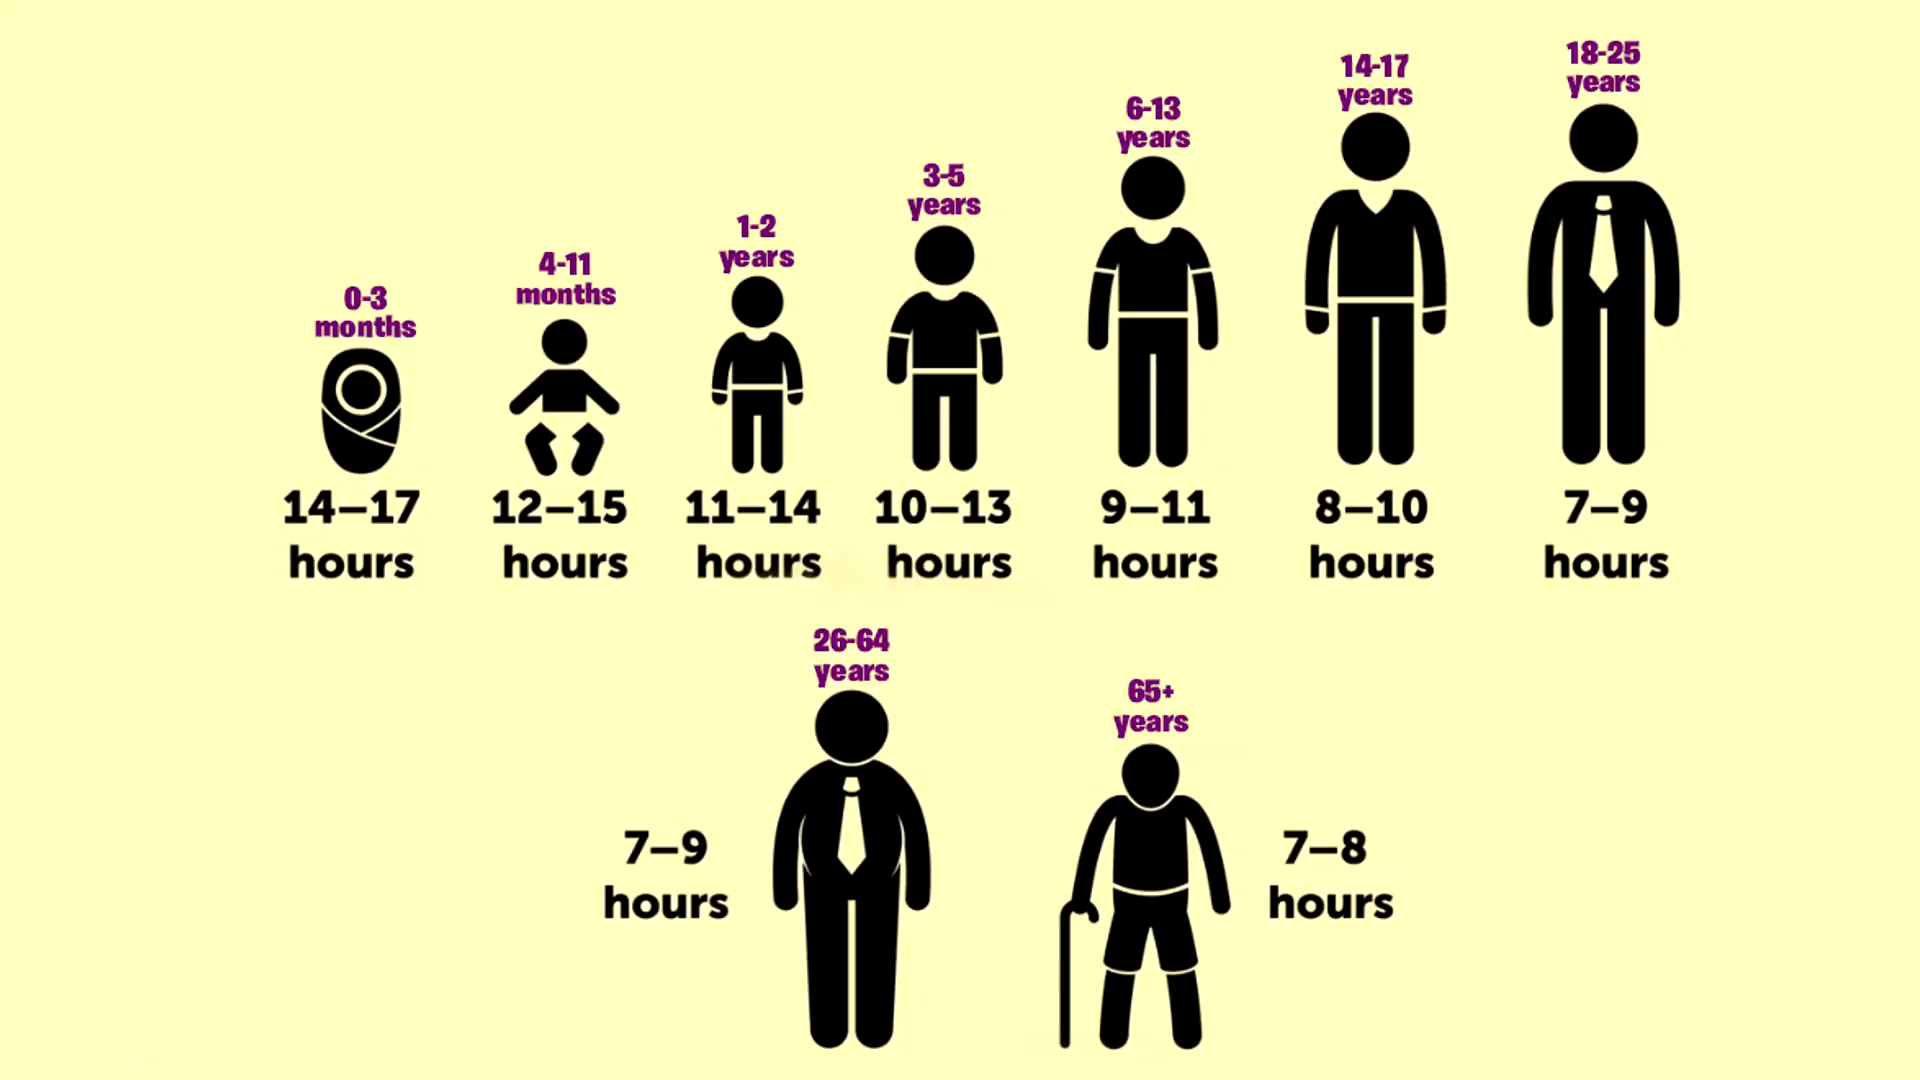 0-3
months
14–17
hours
4-11
months
12–15
hours
1-2
years
11–14
hours
3-5
years
10–13
hours
6-13
years
9–11
hours
14-17
years
8–10
hours
18-25
years
7–9
hours
26-64
years
7–9
hours
65+
years
7–8
hours